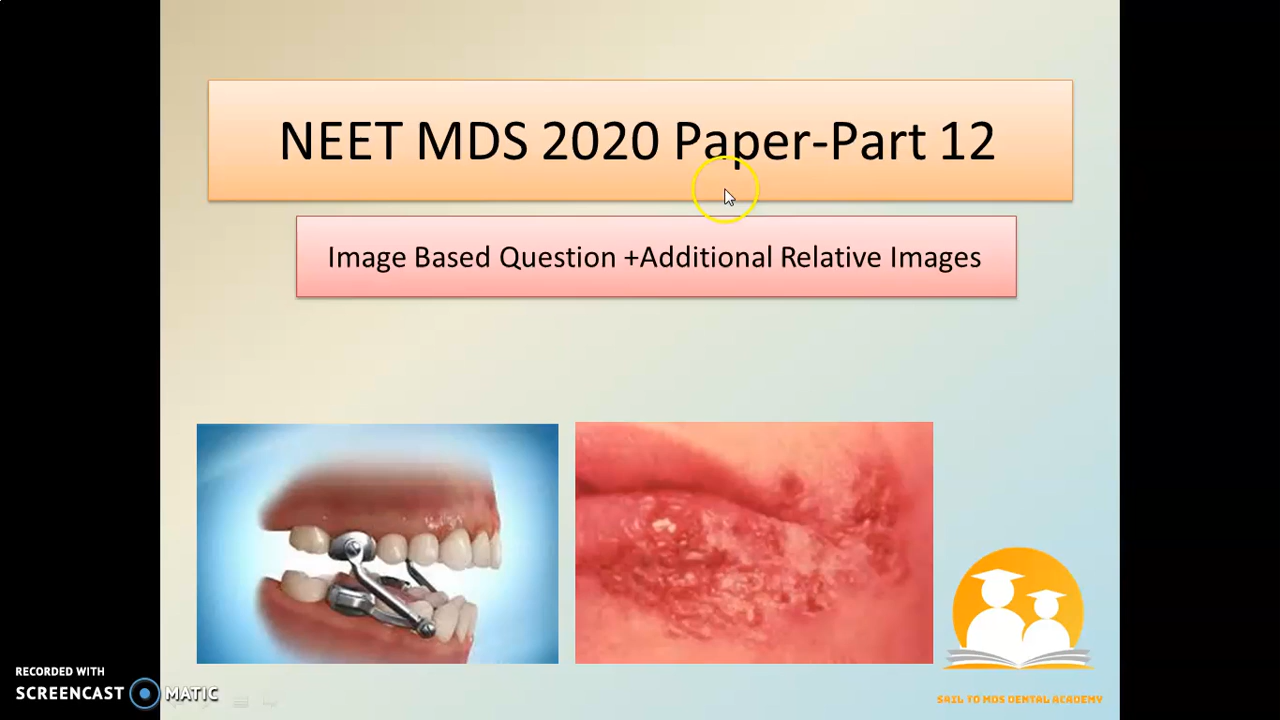 NEET MDS 2020 Paper-Part 12
Image Based Question +Additional Relative Images
RECORDED WITH
SCREENCAST MATIC
SAIL TO MDS DENTAL ACADEMY